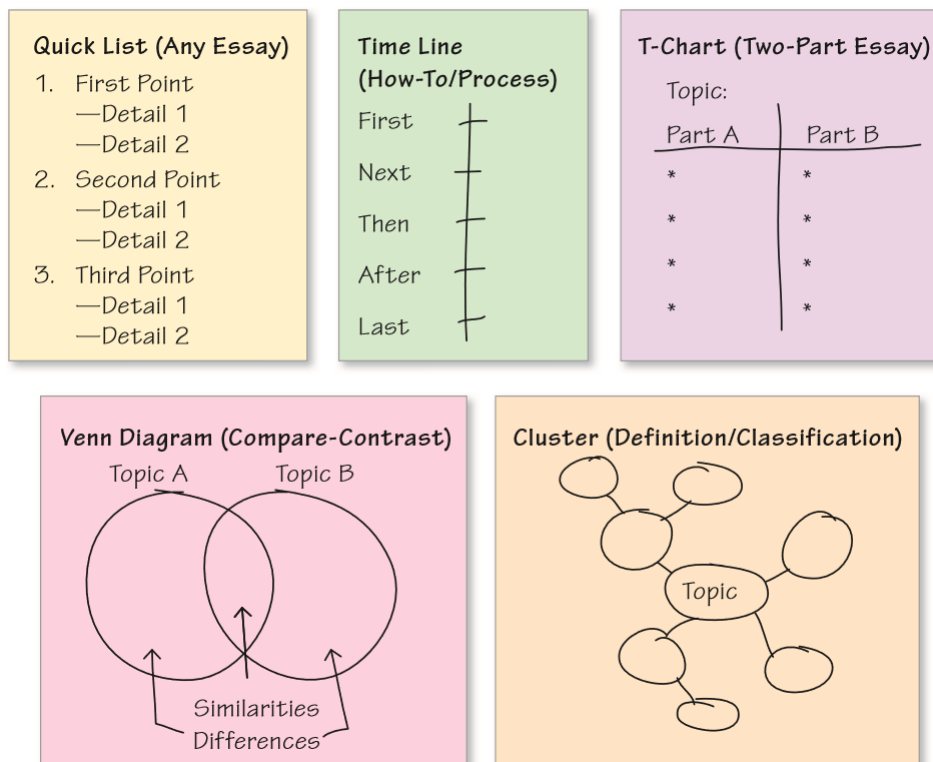 Quick List (Any Essay)
1. First Point
—Detail 1
—Detail 2
2. Second Point
—Detail 1
—Detail 2
3. Third Point
—Detail 1
—Detail 2
Time Line
(How-To/Process)
First
Next
Then
After
Last
T-Chart (Two-Part Essay)
Topic:
Part A Part B
* *
* *
* *
* *
Venn Diagram (Compare-Contrast)
Topic A Topic B
Similarities
Differences
Cluster (Definition/Classification)
Topic